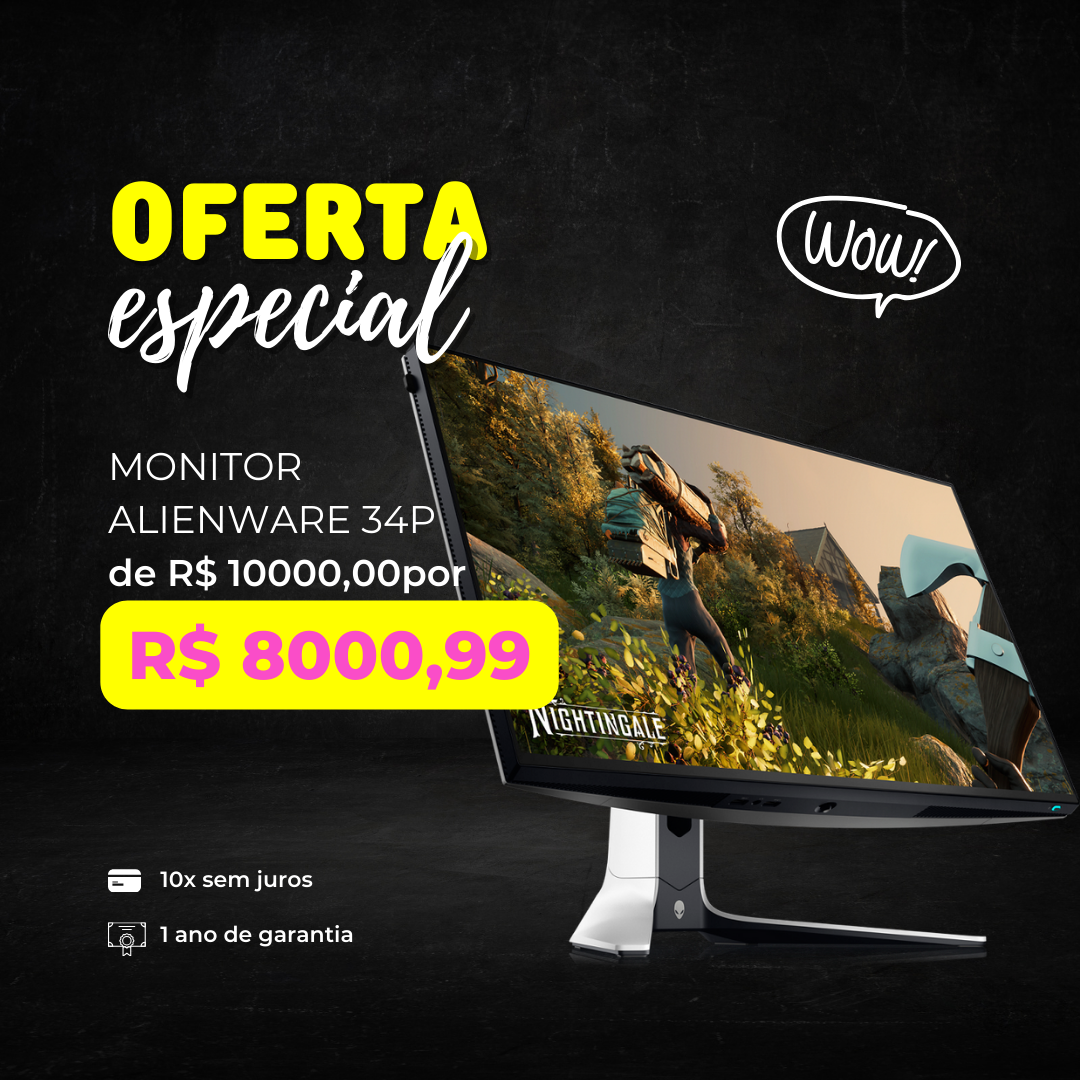 OFERTA
especial
Wow!
MONITOR
ALIENWARE 34P
de R$ 10000,00por
R$ 8000,99
NIGHTINGALE
10x sem juros
1 ano de garantia